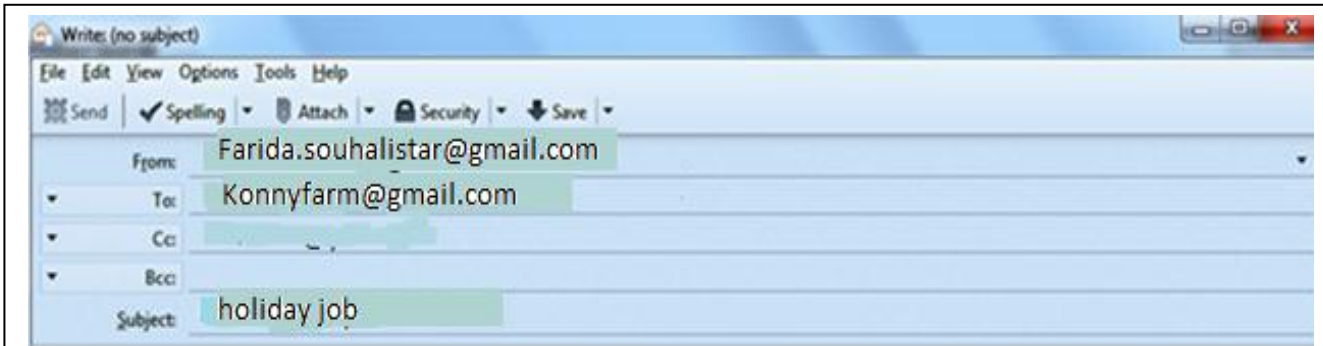 Write: (no subject)
File Edit View Options Tools Help
Send Spelling Attach Security Save
From: Farida.souhalistar@gmail.com
To: Konnyfarm@gmail.com
Cc:
Bcc:
Subject: holiday job